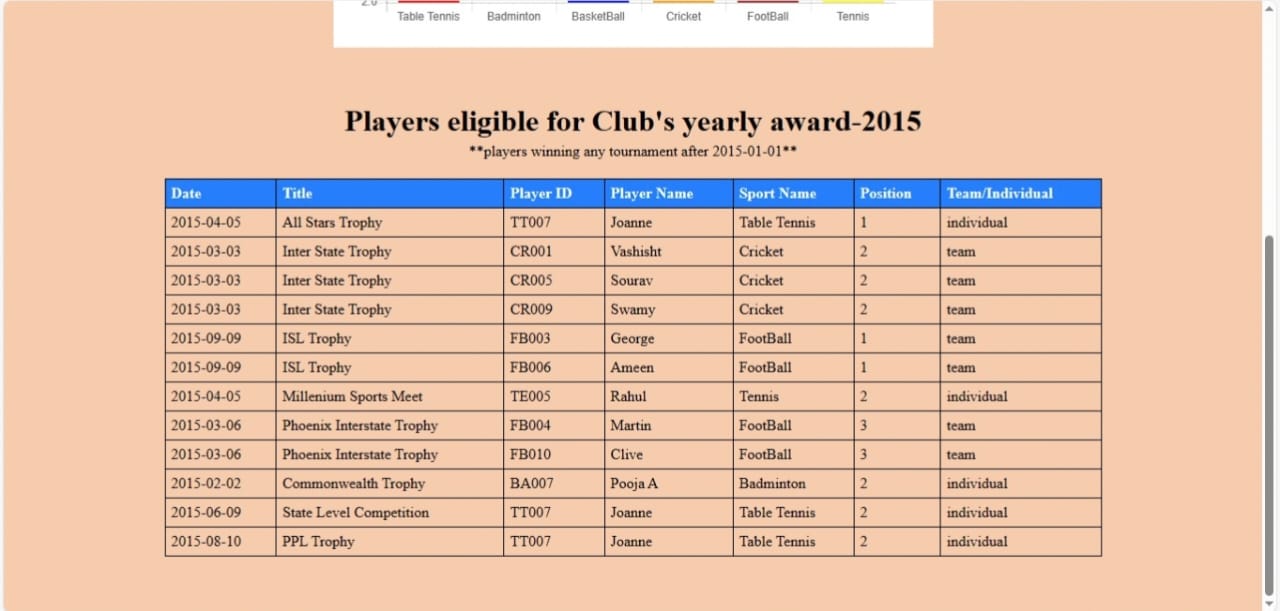 2.0
Table Tennis Badminton BasketBall Cricket FootBall Tennis
Players eligible for Club's yearly award-2015
**players winning any tournament after 2015-01-01**
Date Title Player ID Player Name Sport Name Position Team/Individual
2015-04-05 All Stars Trophy TT007 Joanne Table Tennis 1 individual
2015-03-03 Inter State Trophy CR001 Vashisht Cricket 2 team
2015-03-03 Inter State Trophy CR005 Sourav Cricket 2 team
2015-03-03 Inter State Trophy CR009 Swamy Cricket 2 team
2015-09-09 ISL Trophy FB003 George FootBall 1 team
2015-09-09 ISL Trophy FB006 Ameen FootBall 1 team
2015-04-05 Millenium Sports Meet TE005 Rahul Tennis 2 individual
2015-03-06 Phoenix Interstate Trophy FB004 Martin FootBall 3 team
2015-03-06 Phoenix Interstate Trophy FB010 Clive FootBall 3 team
2015-02-02 Commonwealth Trophy BA007 Pooja A Badminton 2 individual
2015-06-09 State Level Competition TT007 Joanne Table Tennis 2 individual
2015-08-10 PPL Trophy TT007 Joanne Table Tennis 2 individual